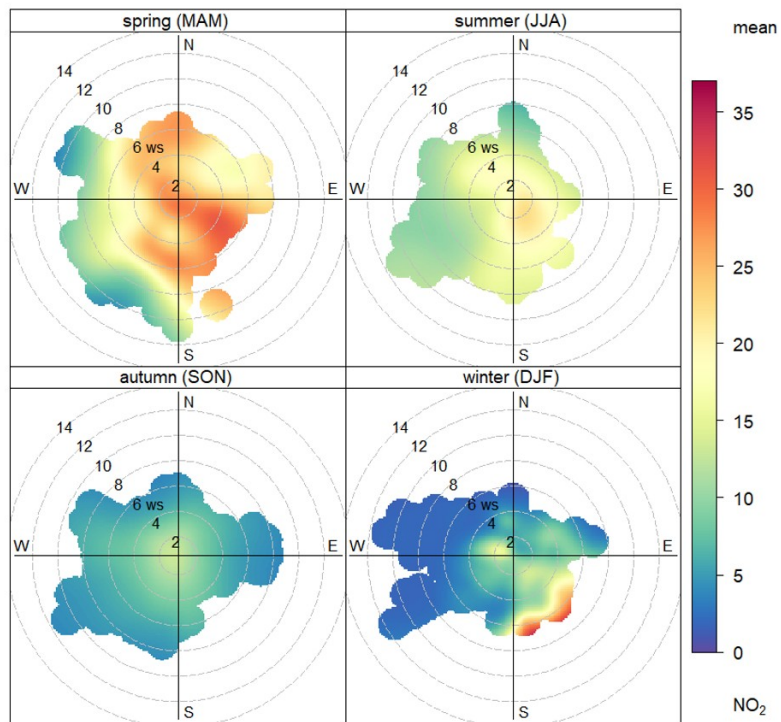 spring (MAM)
summer (JJA)
mean
N
N
14
12
10
8
6 ws
4
2
W
E
S
14
12
10
8
6 ws
4
2
W
E
S
autumn (SON)
winter (DJF)
N
N
14
12
10
8
6 ws
4
2
W
E
S
14
12
10
8
6 ws
4
2
W
E
S
35
30
25
20
15
10
5
0
NO₂